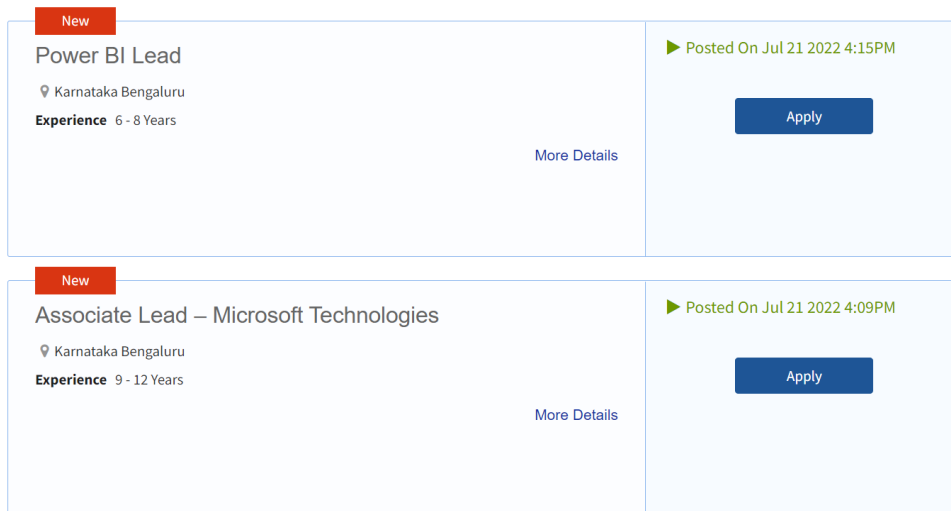 New
Power BI Lead
Karnataka Bengaluru
Experience 6 - 8 Years
More Details
Posted On Jul 21 2022 4:15PM
Apply
New
Associate Lead – Microsoft Technologies
Karnataka Bengaluru
Experience 9 - 12 Years
More Details
Posted On Jul 21 2022 4:09PM
Apply